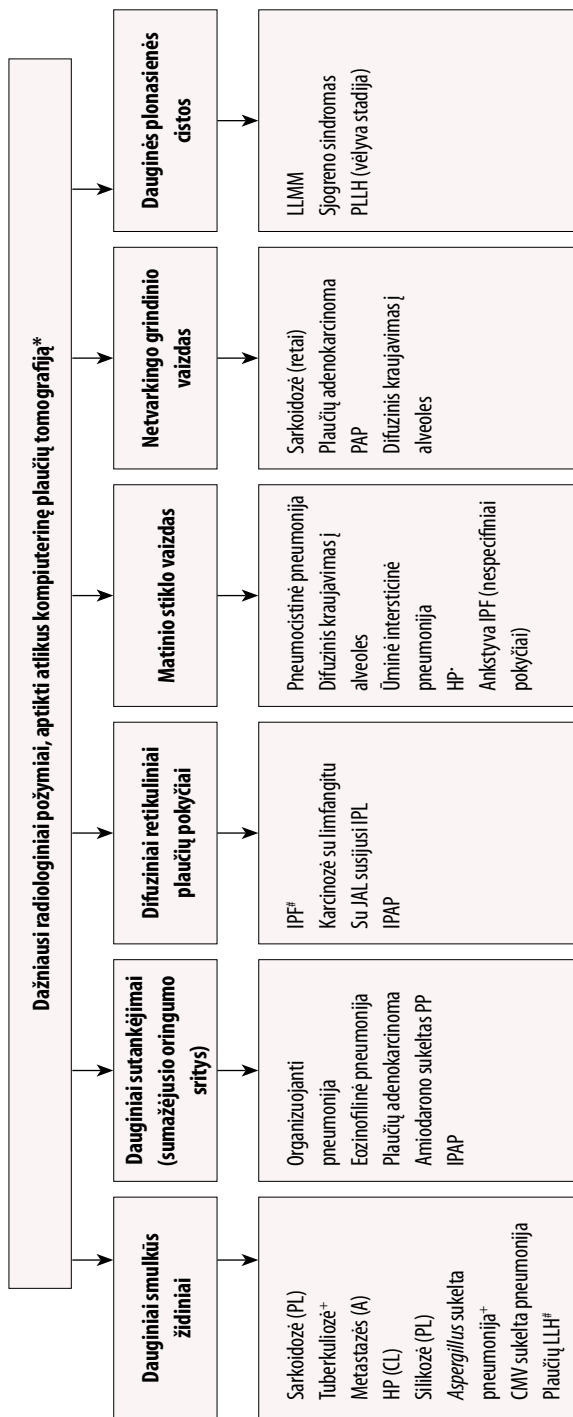 Dažniausi radiologiniai požymiai, aptikti atlikus kompiuterinę plaučių tomografiją*
Dauginiai smulkūs
židiniai
Sarkoidozė (PL)
Tuberkuliozė⁺
Metastazės (A)
HP (CL)
Silikozė (PL)
Aspergillus sukelta
pneumonija⁺
CMV sukelta pneumonija
Plaučių LLH#
Dauginiai sutankėjimai
(sumažėjusio oringumo
sritys)
Organizuojanti
pneumonija
Eozinofilinė pneumonija
Plaučių adenokarcinoma
Amiodarono sukeltas PP
IPAP
Difuziniai retikuliniai
plaučių pokyčiai
IPF#
Karcinozė su limfangitu
Su JAL susijusi IPL
IPAP
Matinio stiklo vaizdas
Pneumocistinė pneumonija
Difuzinis kraujavimas į
alveoles
Ūminė intersticinė
pneumonija
HP·
Ankstyva IPF (nespecifiniai
pokyčiai)
Netvarkingo grindinio
vaizdas
Sarkoidozė (retai)
Plaučių adenokarcinoma
PAP
Difuzinis kraujavimas į
alveoles
Dauginės plonasienės
cistos
LLMM
Sjogreno sindromas
PLLH (vėlyva stadija)